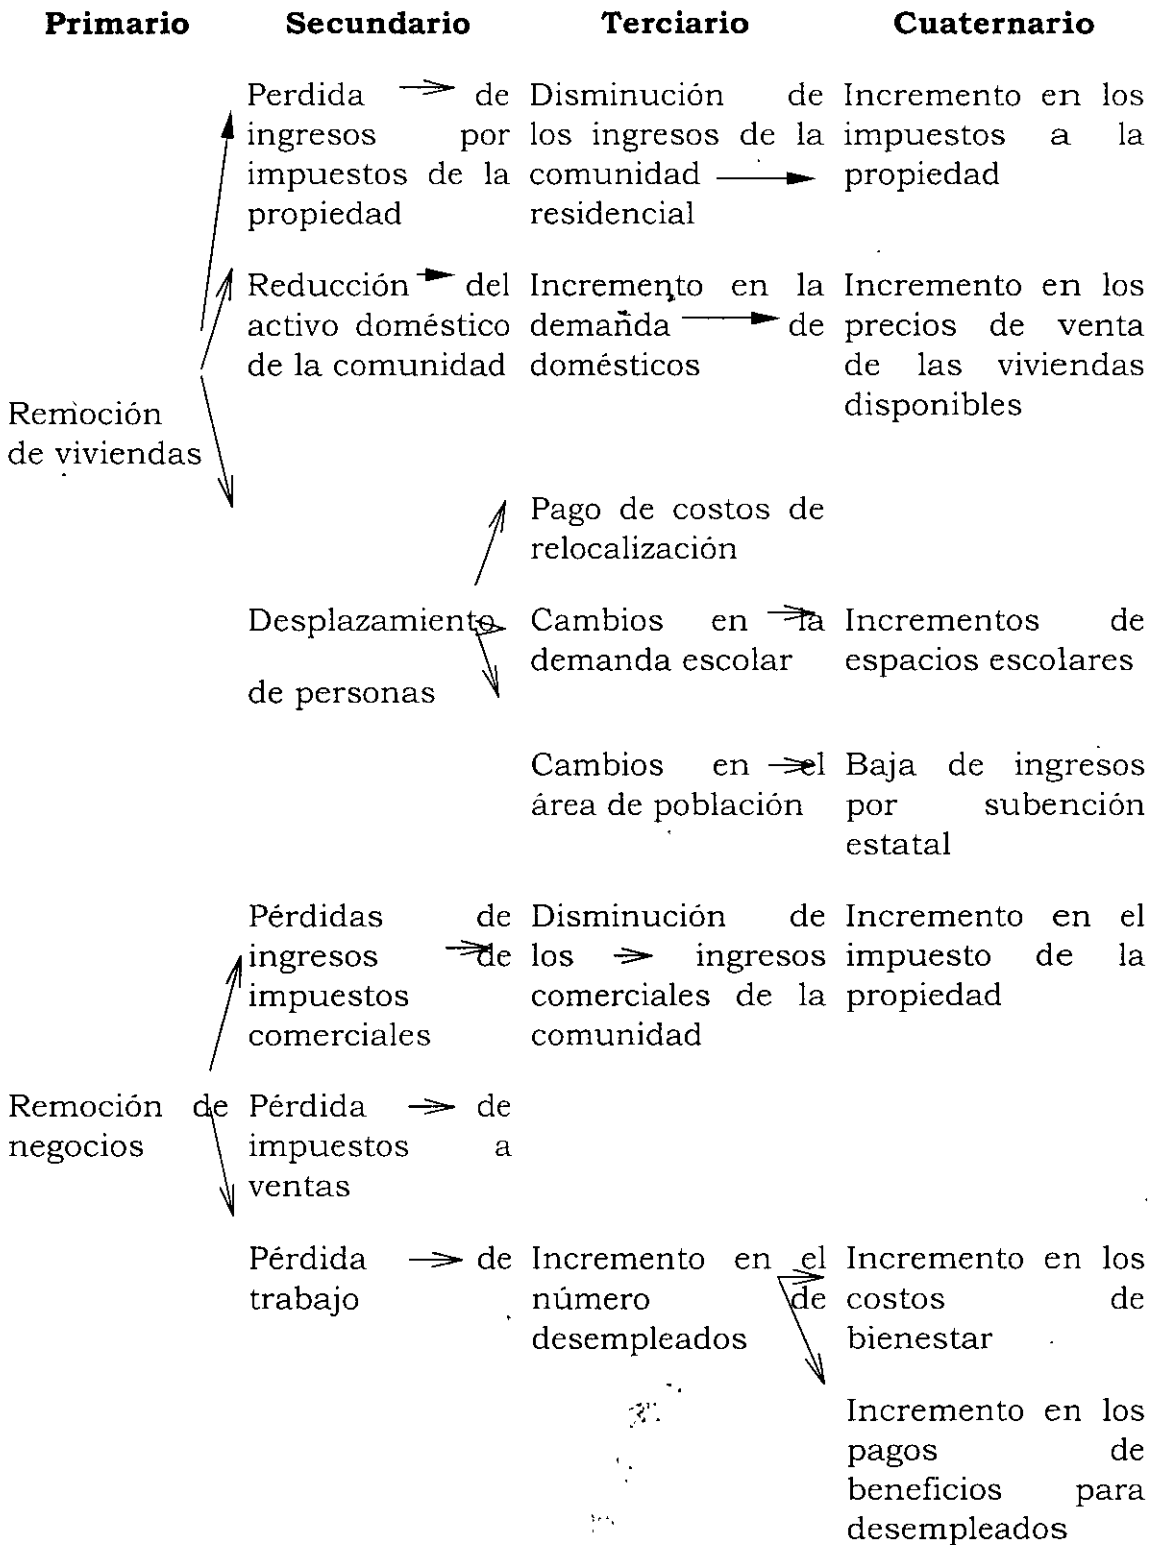 Primario Secundario Terciario Cuaternario
Perdida de Disminución de Incremento en los
ingresos por los ingresos de la impuestos a la
impuestos de la comunidad propiedad
propiedad residencial
Reducción del Incremento en la Incremento en los
activo doméstico demanda de precios de venta
de la comunidad domésticos de las viviendas
disponibles
Remoción
de viviendas
Pago de costos de
relocalización
Desplazamiento Cambios en la Incrementos de
demanda escolar espacios escolares
de personas
Cambios en el Baja de ingresos
área de población por subención
estatal
Pérdidas de Disminución de Incremento en el
ingresos de los ingresos impuesto de la
impuestos comerciales de la propiedad
comerciales comunidad
Remoción de Pérdida de
negocios impuestos a
ventas
Pérdida de Incremento en el Incremento en los
trabajo número de costos de
desempleados bienestar
Incremento en los
pagos de
beneficios para
desempleados